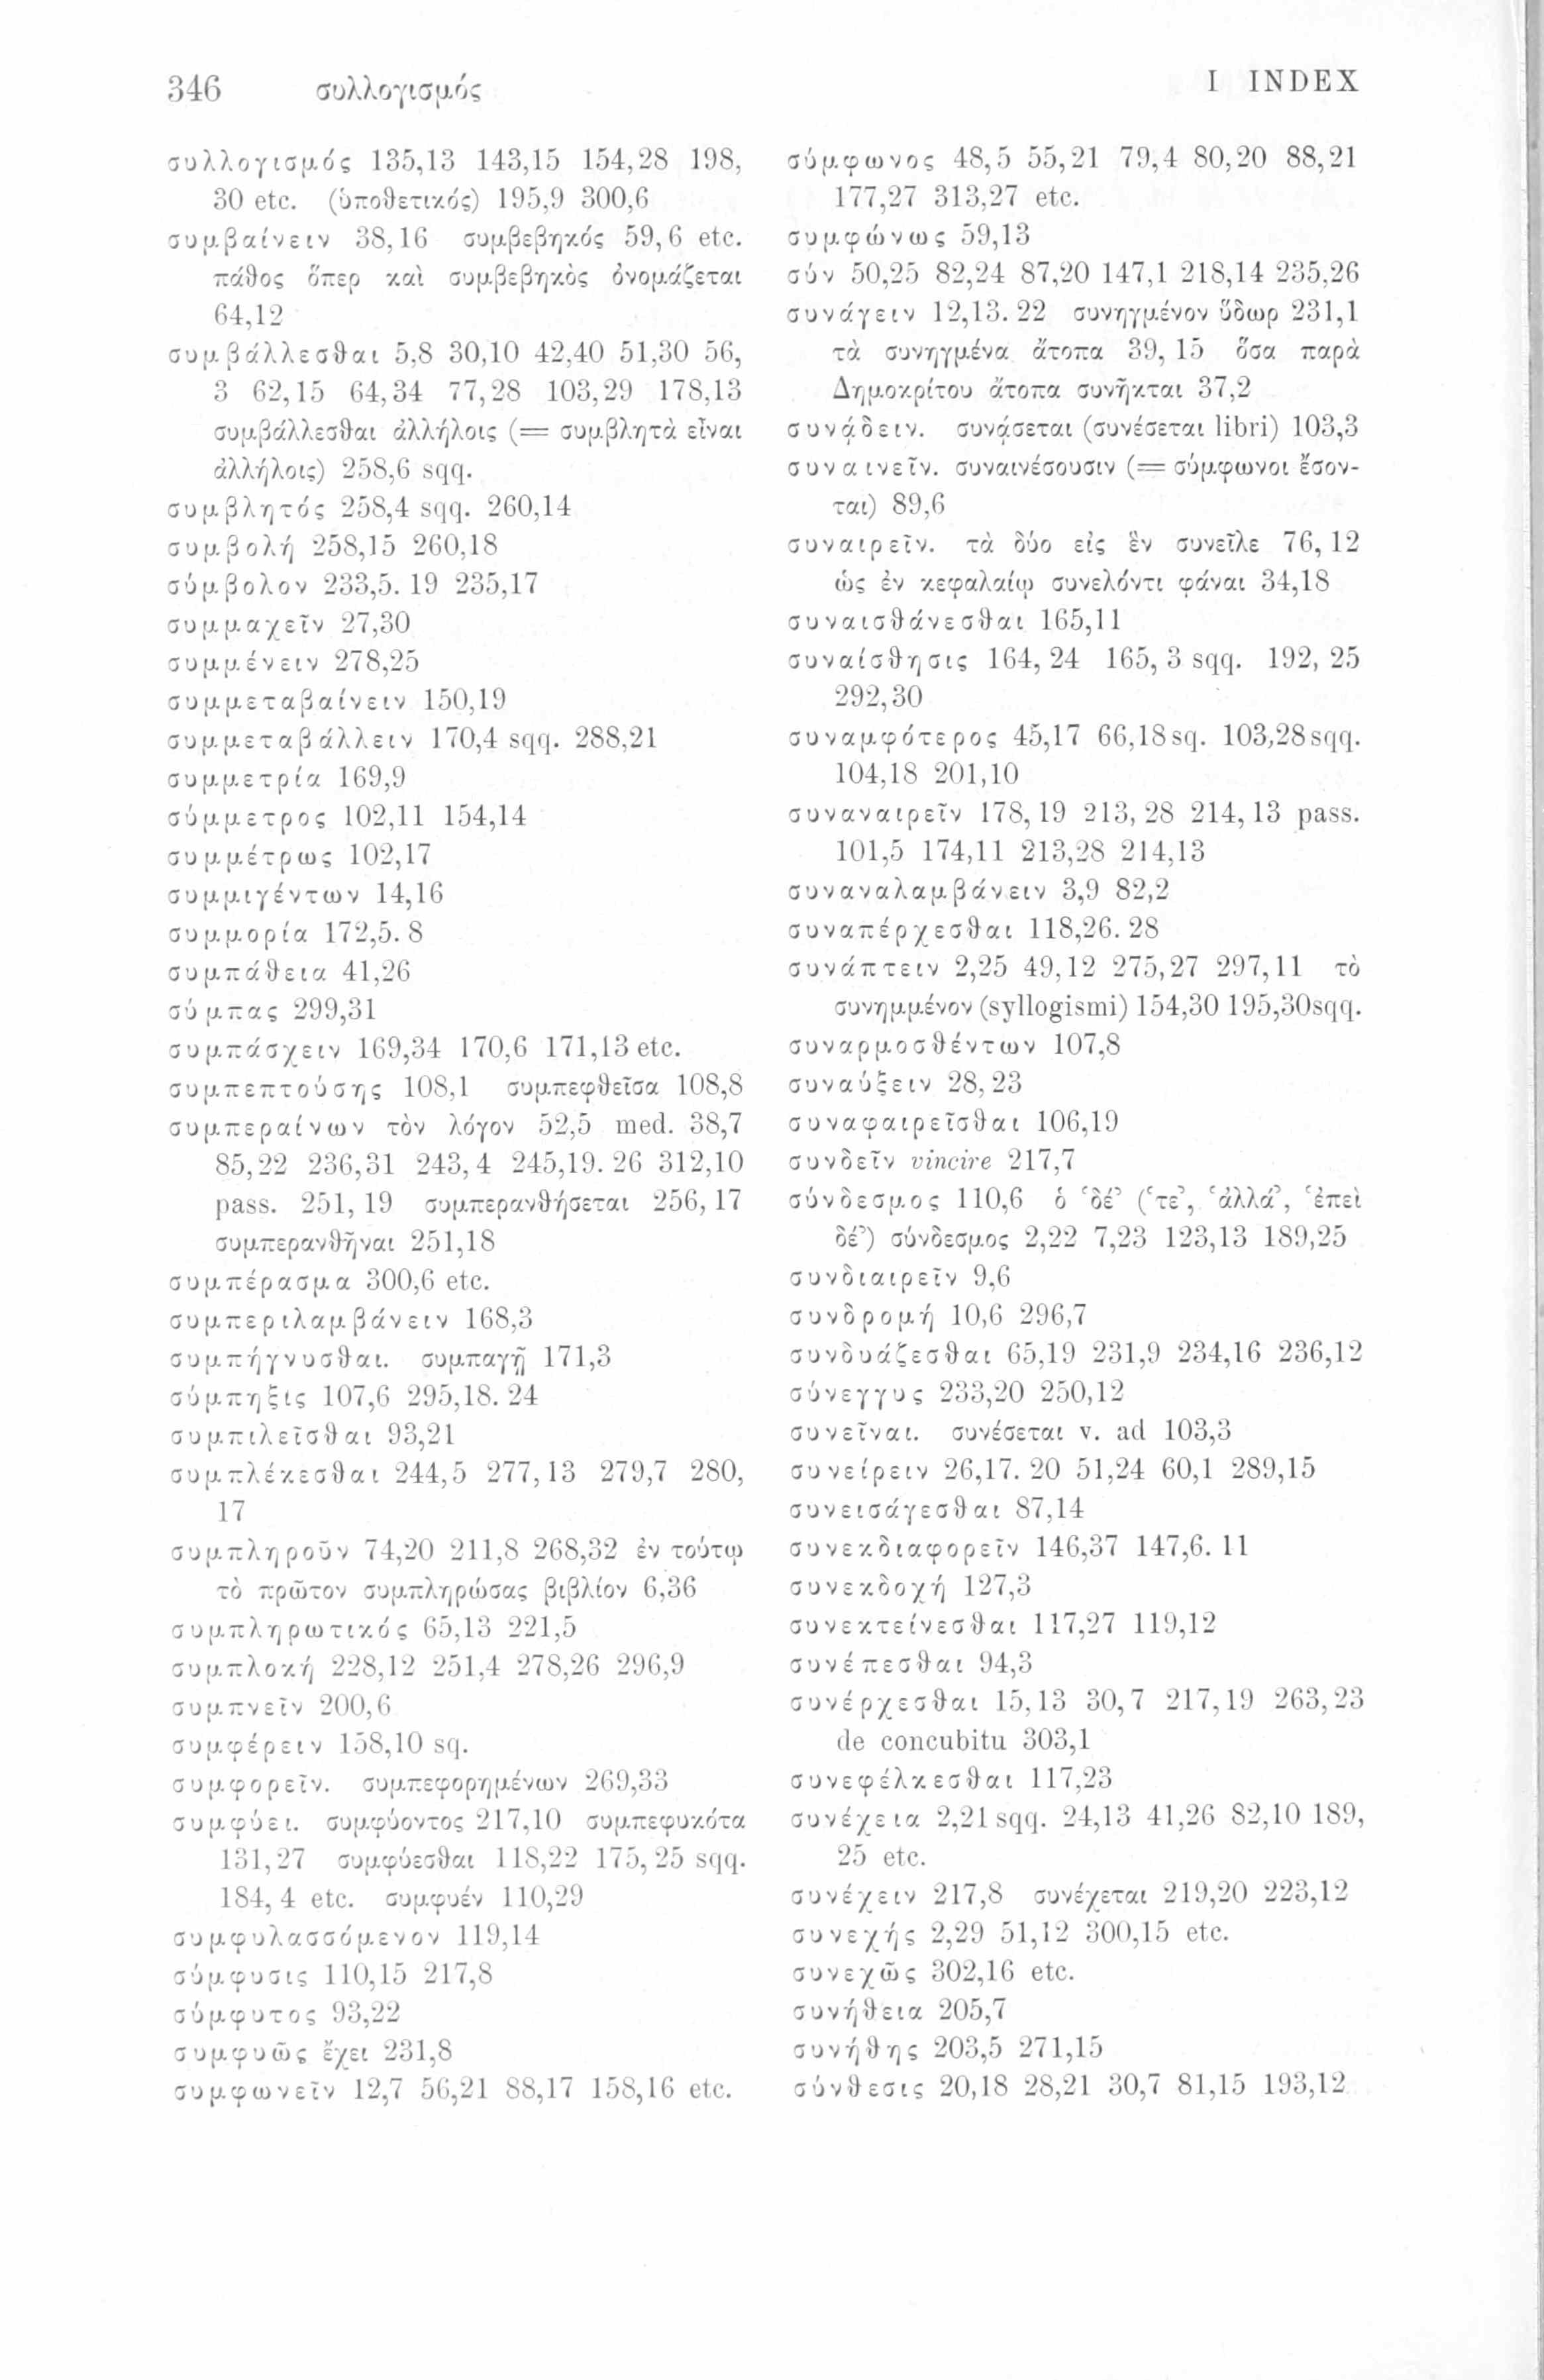 346 συλλογισμός I INDEX
συλλογισμός 135,13 143,15 154,28 198,
30 etc. (ὑποθετικός) 195,9 300,6
συμβαίνειν 38,16 συμβεβηκός 59,6 etc.
πάθος ὅπερ καὶ συμβεβηκὸς ὀνομάζεται
64,12
συμβάλλεσθαι 5,8 30,10 42,40 51,30 56,
3 62,15 64,34 77,28 103,29 178,13
συμβάλλεσθαι ἀλλήλοις (= συμβλητὰ εἶναι
ἀλλήλοις) 258,6 sqq.
συμβλητός 258,4 sqq. 260,14
συμβολή 258,15 260,18
σύμβολον 233,5. 19 235,17
συμμαχεῖν 27,30
συμμένειν 278,25
συμμεταβαίνειν 150,19
συμμεταβάλλειν 170,4 sqq. 288,21
συμμετρία 169,9
σύμμετρος 102,11 154,14
συμμέτρως 102,17
συμμιγέντων 14,16
συμμορία 172,5. 8
συμπάθεια 41,26
σύμπας 299,31
συμπάσχειν 169,34 170,6 171,13 etc.
συμπεπτούσης 108,1 συμπεφθεῖσα 108,8
συμπεραίνων τὸν λόγον 52,5 med. 38,7
85,22 236,31 243,4 245,19. 26 312,10
pass. 251,19 συμπερανθήσεται 256,17
συμπερανθῆναι 251,18
συμπέρασμα 300,6 etc.
συμπεριλαμβάνειν 168,3
συμπήγνυσθαι. συμπαγῇ 171,3
σύμπηξις 107,6 295,18. 24
συμπιλεῖσθαι 93,21
συμπλέκεσθαι 244,5 277,13 279,7 280,
17
συμπληροῦν 74,20 211,8 268,32 ἐν τούτῳ
τὸ πρῶτον συμπληρώσας βιβλίον 6,36
συμπληρωτικός 65,13 221,5
συμπλοκή 228,12 251,4 278,26 296,9
συμπνεῖν 200,6
συμφέρειν 158,10 sq.
συμφορεῖν. συμπεφορημένων 269,33
συμφύει. συμφύοντος 217,10 συμπεφυκότα
131,27 συμφύεσθαι 118,22 175,25 sqq.
184,4 etc. συμφυέν 110,29
συμφυλασσόμενον 119,14
σύμφυσις 110,15 217,8
σύμφυτος 93,22
συμφυῶς ἔχει 231,8
συμφωνεῖν 12,7 56,21 88,17 158,16 etc.
σύμφωνος 48,5 55,21 79,4 80,20 88,21
177,27 313,27 etc.
συμφώνως 59,13
σύν 50,25 82,24 87,20 147,1 218,14 235,26
συνάγειν 12,13. 22 συνηγμένον ὕδωρ 231,1
τὰ συνηγμένα ἄτοπα 39,15 ὅσα παρὰ
Δημοκρίτου ἄτοπα συνῆκται 37,2
συνᾴδειν. συνᾴσεται (συνέσεται libri) 103,3
συναινεῖν. συναινέσουσιν (= σύμφωνοι ἔσον-
ται) 89,6
συναιρεῖν. τὰ δύο εἰς ἓν συνεῖλε 76,12
ὡς ἐν κεφαλαίῳ συνελόντι φάναι 34,18
συναισθάνεσθαι 165,11
συναίσθησις 164,24 165,3 sqq. 192,25
292,30
συναμφότερος 45,17 66,18 sq. 103,28 sqq.
104,18 201,10
συναναιρεῖν 178,19 213,28 214,13 pass.
101,5 174,11 213,28 214,13
συναναλαμβάνειν 3,9 82,2
συναπέρχεσθαι 118,26. 28
συνάπτειν 2,25 49,12 275,27 297,11 τὸ
συνημμένον (syllogismi) 154,30 195,30sqq.
συναρμοσθέντων 107,8
συναύξειν 28,23
συναφαιρεῖσθαι 106,19
συνδεῖν vincire 217,7
σύνδεσμος 110,6 ὁ ‘δέ’ (‘τε’, ‘ἀλλά’, ‘ἐπεὶ
δέ’) σύνδεσμος 2,22 7,23 123,13 189,25
συνδιαιρεῖν 9,6
συνδρομή 10,6 296,7
συνδυάζεσθαι 65,19 231,9 234,16 236,12
σύνεγγυς 233,20 250,12
συνεῖναι. συνέσεται v. ad 103,3
συνείρειν 26,17. 20 51,24 60,1 289,15
συνεισάγεσθαι 87,14
συνεκδιαφορεῖν 146,37 147,6. 11
συνεκδοχή 127,3
συνεκτείνεσθαι 117,27 119,12
συνέπεσθαι 94,3
συνέρχεσθαι 15,13 30,7 217,19 263,23
de concubitu 303,1
συνεφέλκεσθαι 117,23
συνέχεια 2,21 sqq. 24,13 41,26 82,10 189,
25 etc.
συνέχειν 217,8 συνέχεται 219,20 223,12
συνεχής 2,29 51,12 300,15 etc.
συνεχῶς 302,16 etc.
συνήθεια 205,7
συνήθης 203,5 271,15
σύνθεσις 20,18 28,21 30,7 81,15 193,12